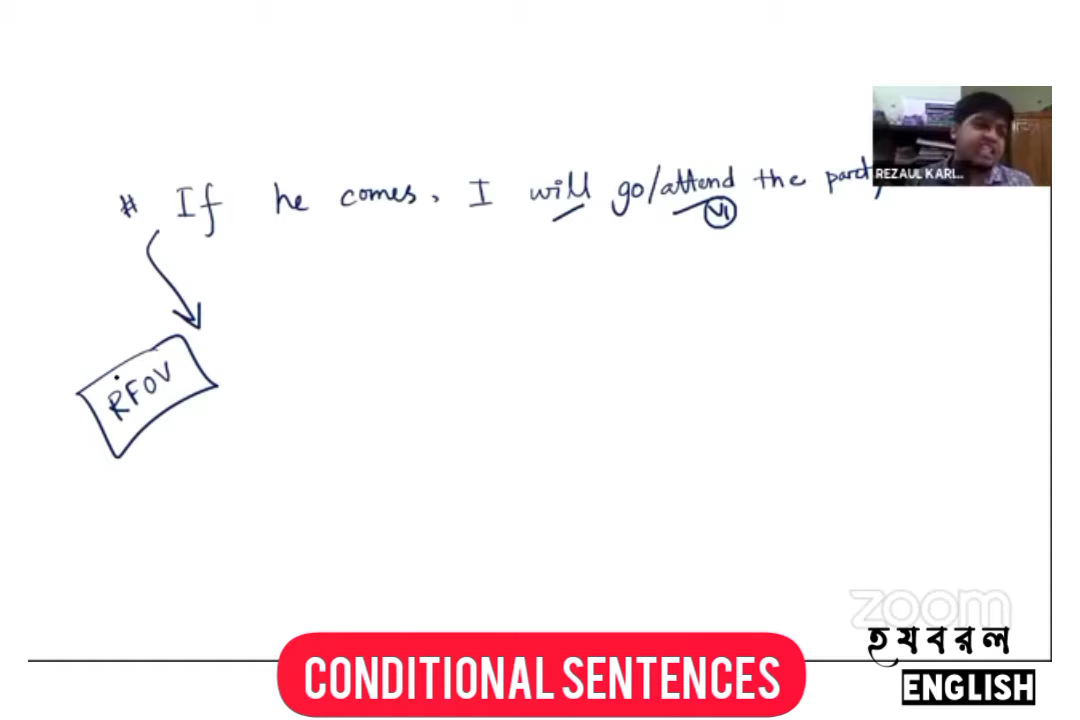 REZAUL KARI...
# If he comes, I will go/attend the party
V1
RFOV
zoom
হযবরল
ENGLISH
CONDITIONAL SENTENCES